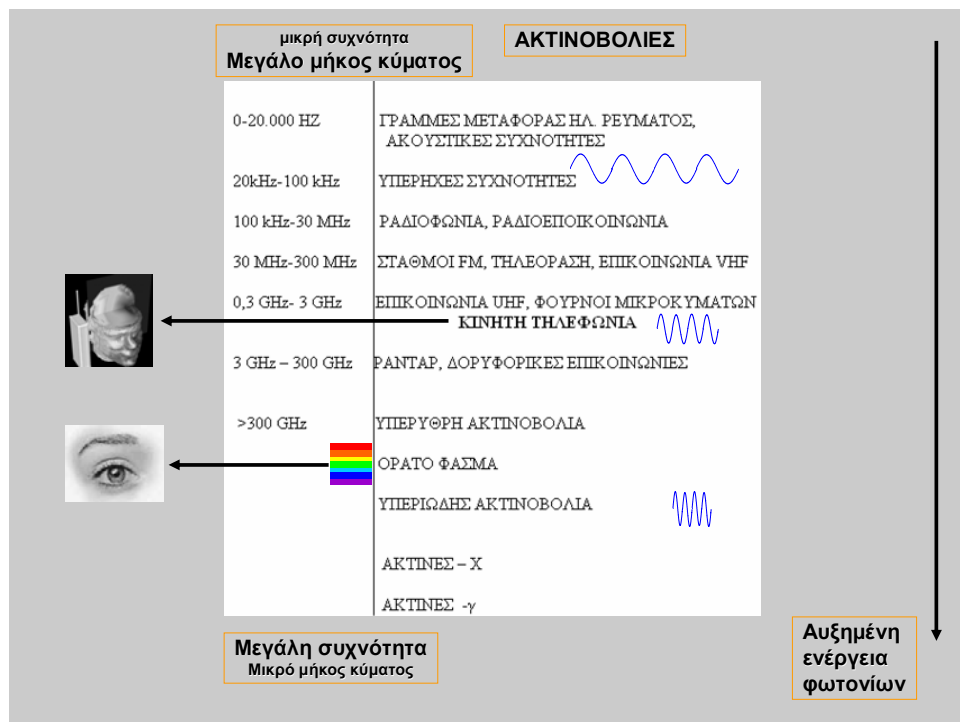 μικρή συχνότητα
Μεγάλο μήκος κύματος
ΑΚΤΙΝΟΒΟΛΙΕΣ
0-20.000 HZ ΓΡΑΜΜΕΣ ΜΕΤΑΦΟΡΑΣ ΗΛ. ΡΕΥΜΑΤΟΣ,
ΑΚΟΥΣΤΙΚΕΣ ΣΥΧΝΟΤΗΤΕΣ
20kHz-100 kHz ΥΠΕΡΗΧΕΣ ΣΥΧΝΟΤΗΤΕΣ
100 kHz-30 MHz ΡΑΔΙΟΦΩΝΙΑ, ΡΑΔΙΟΕΠΟΙΚΟΙΝΩΝΙΑ
30 MHz-300 MHz ΣΤΑΘΜΟΙ FM, ΤΗΛΕΟΡΑΣΗ, ΕΠΙΚΟΙΝΩΝΙΑ VHF
0,3 GHz- 3 GHz ΕΠΙΚΟΙΝΩΝΙΑ UHF, ΦΟΥΡΝΟΙ ΜΙΚΡΟΚΥΜΑΤΩΝ
ΚΙΝΗΤΗ ΤΗΛΕΦΩΝΙΑ
3 GHz – 300 GHz ΡΑΝΤΑΡ, ΔΟΡΥΦΟΡΙΚΕΣ ΕΠΙΚΟΙΝΩΝΙΕΣ
>300 GHz ΥΠΕΡΥΘΡΗ ΑΚΤΙΝΟΒΟΛΙΑ
ΟΡΑΤΟ ΦΑΣΜΑ
ΥΠΕΡΙΩΔΗΣ ΑΚΤΙΝΟΒΟΛΙΑ
ΑΚΤΙΝΕΣ – Χ
ΑΚΤΙΝΕΣ -γ
Μεγάλη συχνότητα
Μικρό μήκος κύματος
Αυξημένη
ενέργεια
φωτονίων